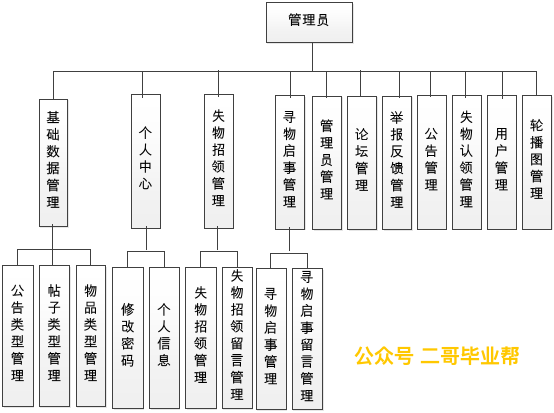 管理员
基础数据管理
个人中心
失物招领管理
寻物启事管理
管理员管理
论坛管理
举报反馈管理
公告管理
失物认领管理
用户管理
轮播图管理
公告类型管理
帖子类型管理
物品类型管理
修改密码
个人信息
失物招领管理
失物招领留言管理
寻物启事管理
寻物启事留言管理
公众号 二哥毕业帮